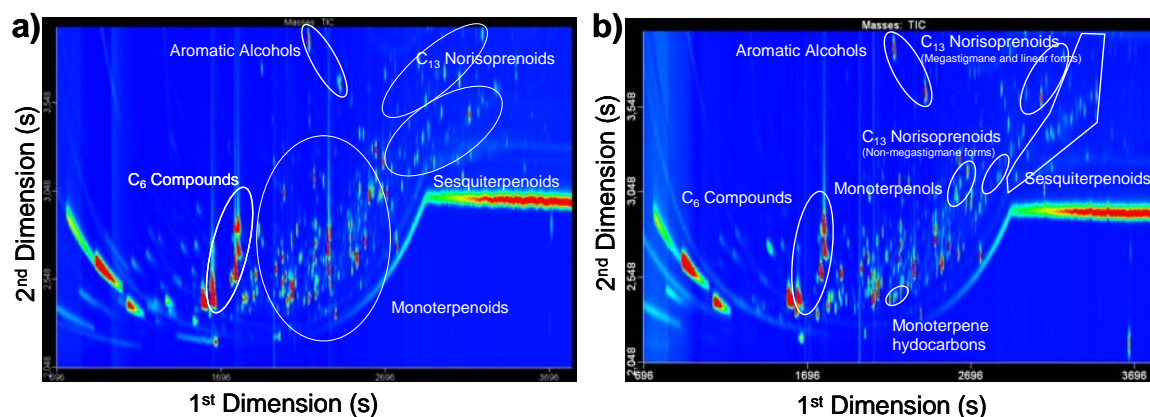 a)
Masses: TIC
Aromatic Alcohols
C13 Norisoprenoids
C6 Compounds
Sesquiterpenoids
Monoterpenoids
2nd Dimension (s)
3,548
3,048
2,548
2,048
696
1696
2696
3696
1st Dimension (s)
b)
Masses: TIC
Aromatic Alcohols
C13 Norisoprenoids
(Megastigmane and linear forms)
C13 Norisoprenoids
(Non-megastigmane forms)
C6 Compounds
Monoterpenols
Sesquiterpenoids
Monoterpene
hydocarbons
2nd Dimension (s)
3,548
3,048
2,548
2,048
696
1696
2696
3696
1st Dimension (s)